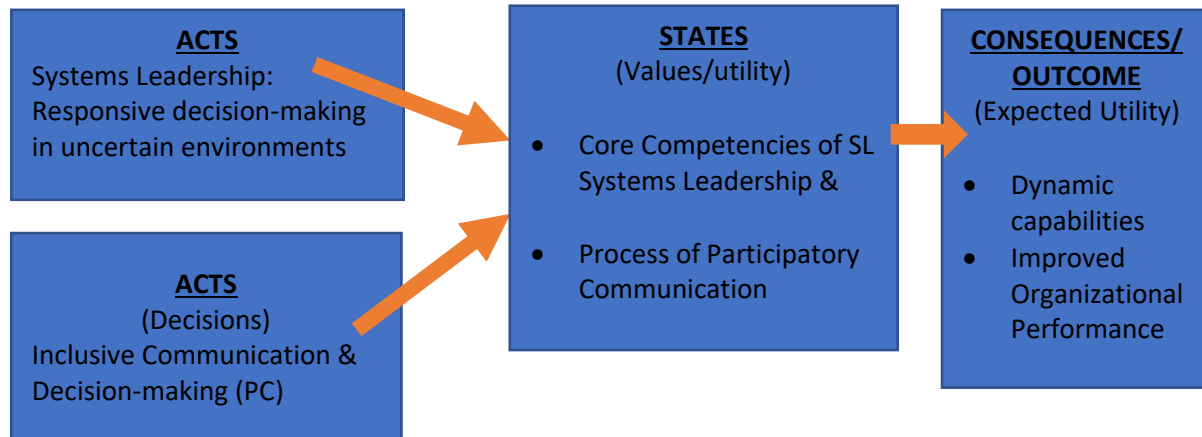 ACTS
Systems Leadership:
Responsive decision-making
in uncertain environments
ACTS
(Decisions)
Inclusive Communication &
Decision-making (PC)
STATES
(Values/utility)
• Core Competencies of SL
Systems Leadership &
• Process of Participatory
Communication
CONSEQUENCES/
OUTCOME
(Expected Utility)
• Dynamic
capabilities
• Improved
Organizational
Performance